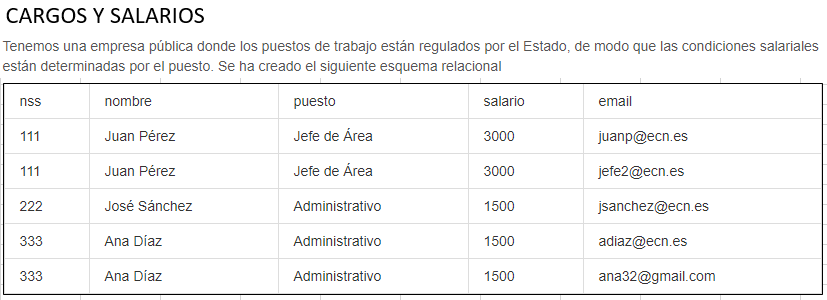 CARGOS Y SALARIOS
Tenemos una empresa pública donde los puestos de trabajo están regulados por el Estado, de modo que las condiciones salariales
están determinadas por el puesto. Se ha creado el siguiente esquema relacional
nss nombre puesto salario email
111 Juan Pérez Jefe de Área 3000 juanp@ecn.es
111 Juan Pérez Jefe de Área 3000 jefe2@ecn.es
222 José Sánchez Administrativo 1500 jsanchez@ecn.es
333 Ana Díaz Administrativo 1500 adiaz@ecn.es
333 Ana Díaz Administrativo 1500 ana32@gmail.com